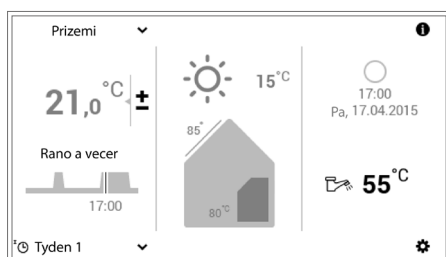 Prizemi
21,0°C ±
Rano a vecer
17:00
Tyden 1
15°C
85°
80°C
17:00
Pa, 17.04.2015
55°C